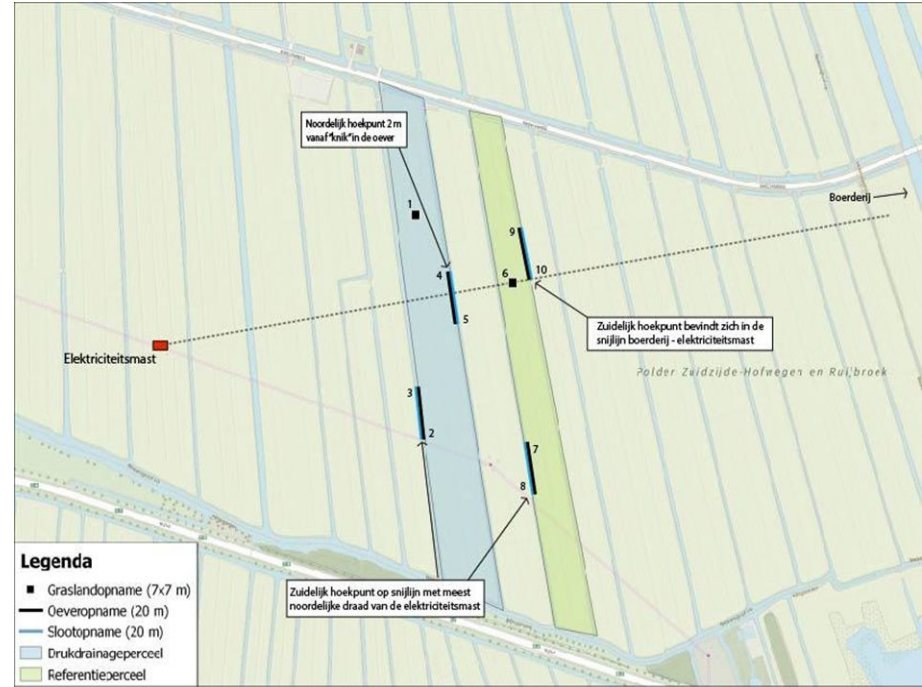 Noordelijk hoekpunt 2 m
vanaf "knik" in de oever
Boerderij
1
9
4
6
10
5
Zuidelijk hoekpunt bevindt zich in de
snijlijn boerderij - elektriciteitsmast
Elektriciteitsmast
Polder Zuidzijde-Hofwegen en Ruijbroek
3
2
7
8
Zuidelijk hoekpunt op snijlijn met meest
noordelijke draad van de elektriciteitsmast
Legenda
Graslandopname (7x7 m)
Oeveropname (20 m)
Slootopname (20 m)
Drukdrainageperceel
Referentieperceel